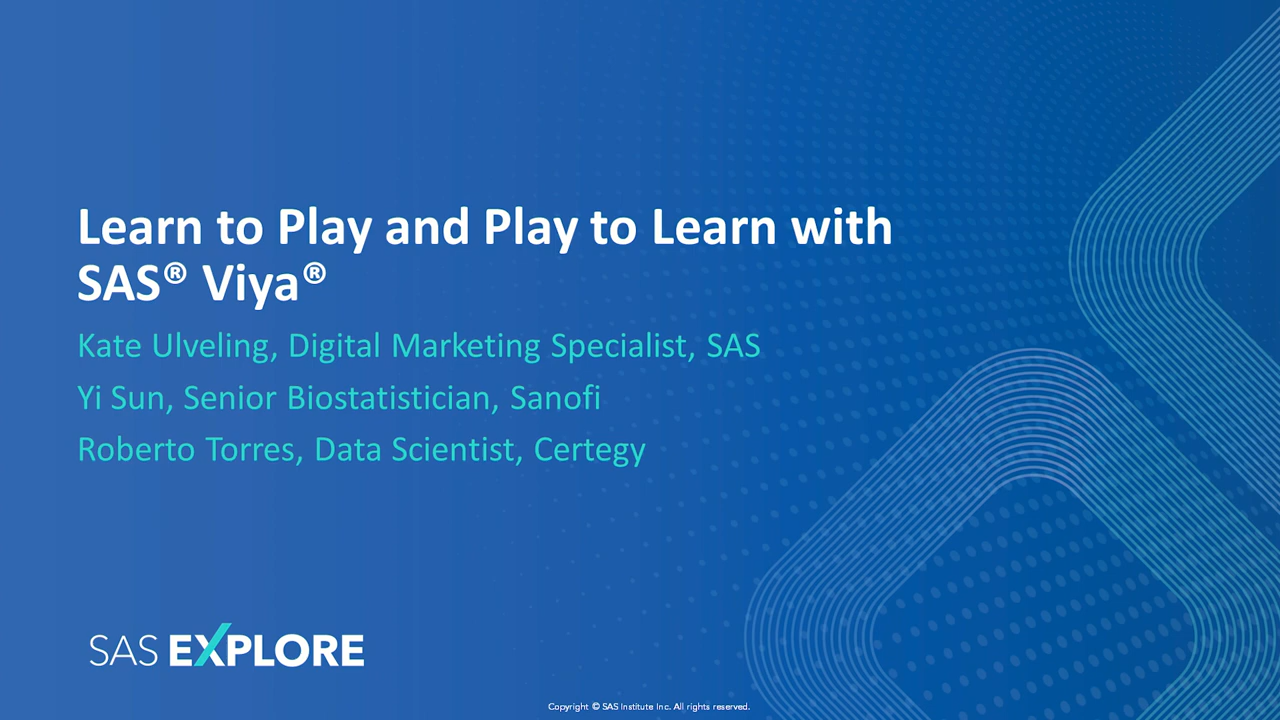 Learn to Play and Play to Learn with
SAS® Viya®
Kate Ulveling, Digital Marketing Specialist, SAS
Yi Sun, Senior Biostatistician, Sanofi
Roberto Torres, Data Scientist, Certegy
SAS EXPLORE
Copyright © SAS Institute Inc. All rights reserved.